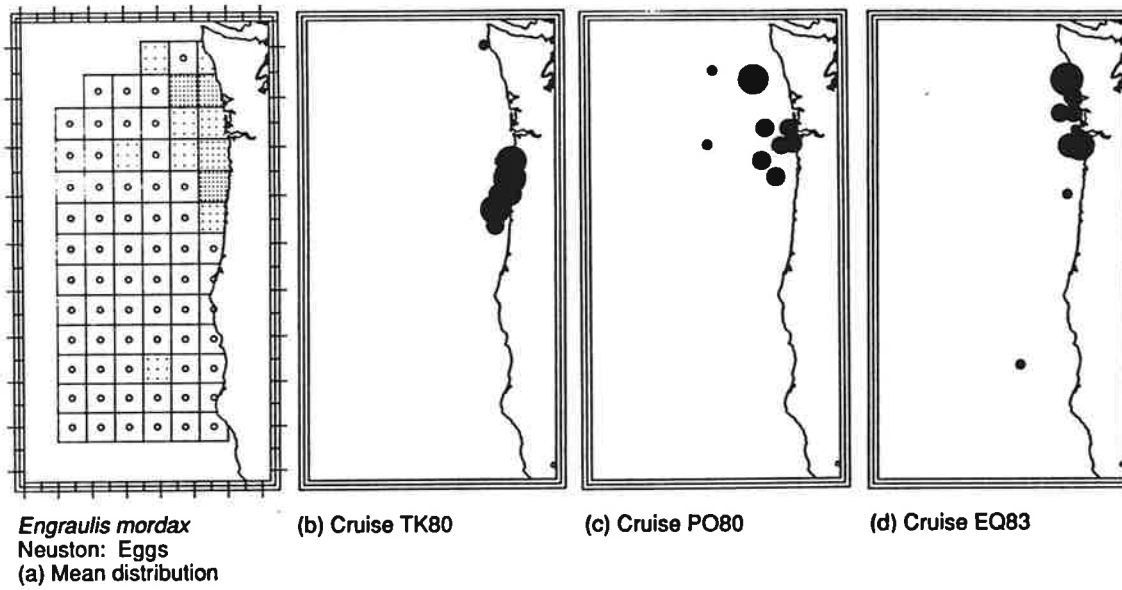 Engraulis mordax
Neuston: Eggs
(a) Mean distribution
(b) Cruise TK80
(c) Cruise PO80
(d) Cruise EQ83